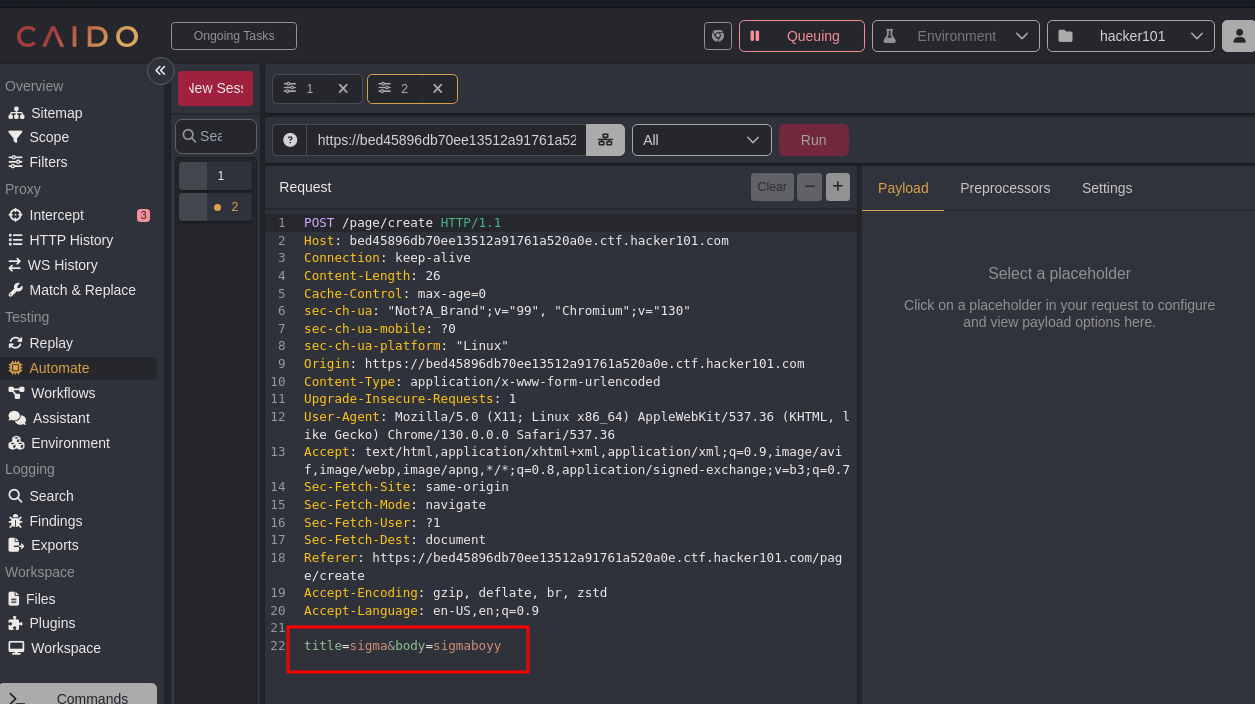 CAIDO
Ongoing Tasks
Queuing
Environment
hacker101
Overview
Sitemap
Scope
Filters
Proxy
Intercept 3
HTTP History
WS History
Match & Replace
Testing
Replay
Automate
Workflows
Assistant
Environment
Logging
Search
Findings
Exports
Workspace
Files
Plugins
Workspace
Commands
New Sess
Sea
1
2
1
2
https://bed45896db70ee13512a91761a52
All
Run
Request
Clear
1 POST /page/create HTTP/1.1
2 Host: bed45896db70ee13512a91761a520a0e.ctf.hacker101.com
3 Connection: keep-alive
4 Content-Length: 26
5 Cache-Control: max-age=0
6 sec-ch-ua: "Not?A_Brand";v="99", "Chromium";v="130"
7 sec-ch-ua-mobile: ?0
8 sec-ch-ua-platform: "Linux"
9 Origin: https://bed45896db70ee13512a91761a520a0e.ctf.hacker101.com
10 Content-Type: application/x-www-form-urlencoded
11 Upgrade-Insecure-Requests: 1
12 User-Agent: Mozilla/5.0 (X11; Linux x86_64) AppleWebKit/537.36 (KHTML, l
ike Gecko) Chrome/130.0.0.0 Safari/537.36
13 Accept: text/html,application/xhtml+xml,application/xml;q=0.9,image/avi
f,image/webp,image/apng,*/*;q=0.8,application/signed-exchange;v=b3;q=0.7
14 Sec-Fetch-Site: same-origin
15 Sec-Fetch-Mode: navigate
16 Sec-Fetch-User: ?1
17 Sec-Fetch-Dest: document
18 Referer: https://bed45896db70ee13512a91761a520a0e.ctf.hacker101.com/pag
e/create
19 Accept-Encoding: gzip, deflate, br, zstd
20 Accept-Language: en-US,en;q=0.9
21
22 title=sigma&body=sigmaboyy
Payload
Preprocessors
Settings
Select a placeholder
Click on a placeholder in your request to configure
and view payload options here.